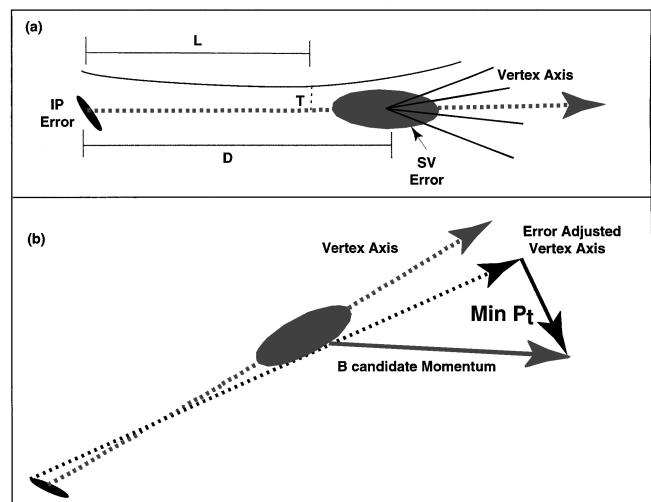 (a)
L
IP
Error
T
Vertex Axis
D
SV
Error
(b)
Vertex Axis
Error Adjusted
Vertex Axis
Min Pt
B candidate Momentum